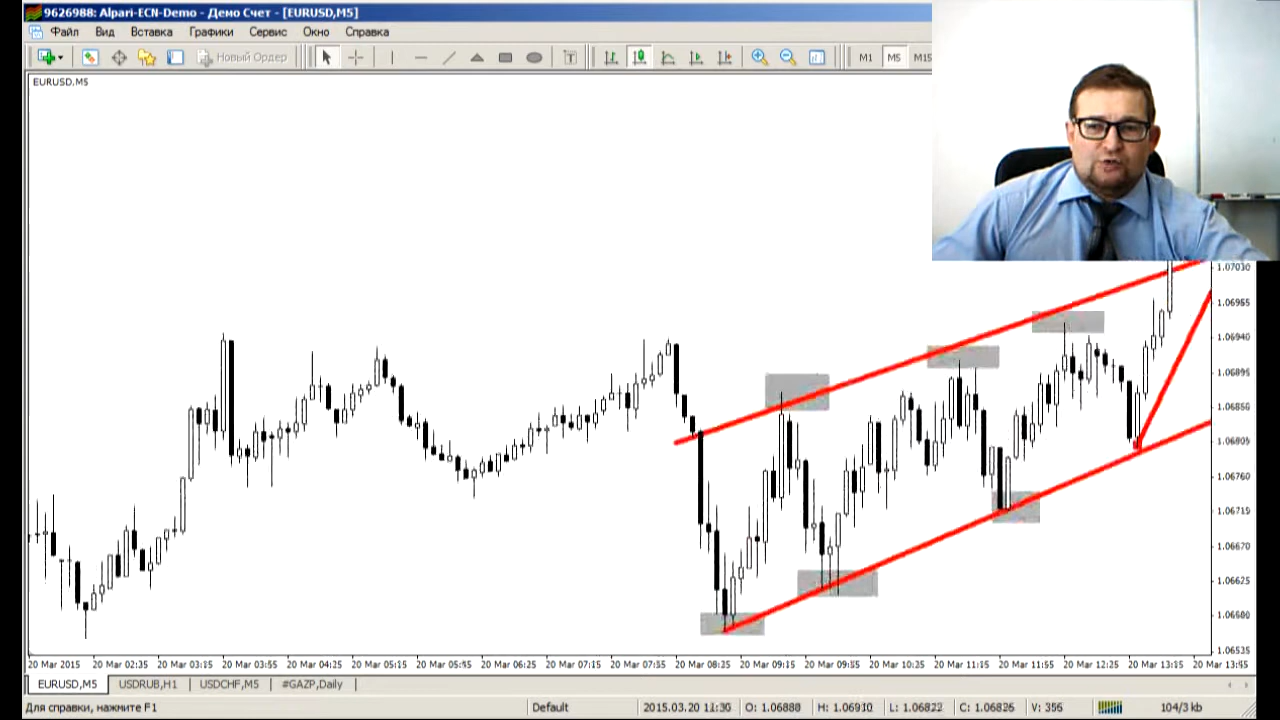 9626988: Alpari-ECN-Demo - Демо Счет - [EURUSD,M5]
Файл Вид Вставка Графики Сервис Окно Справка
Новый Ордер T M1 M5 M15
EURUSD,M5
1.07030
1.06985
1.06940
1.06895
1.06850
1.06805
1.06760
1.06715
1.06670
1.06625
1.06580
1.06535
20 Mar 2015 20 Mar 02:35 20 Mar 03:15 20 Mar 03:55 20 Mar 04:35 20 Mar 05:15 20 Mar 05:55 20 Mar 06:35 20 Mar 07:15 20 Mar 07:55 20 Mar 08:35 20 Mar 09:15 20 Mar 09:55 20 Mar 10:35 20 Mar 11:15 20 Mar 11:55 20 Mar 12:35 20 Mar 13:15 20 Mar 13:55
EURUSD,M5 USDRUB,H1 USDCHF,M5 #GAZP,Daily
Для справки, нажмите F1 Default 2015.03.20 11:30 O: 1.06888 H: 1.06910 L: 1.06822 C: 1.06826 V: 356 104/3 kb